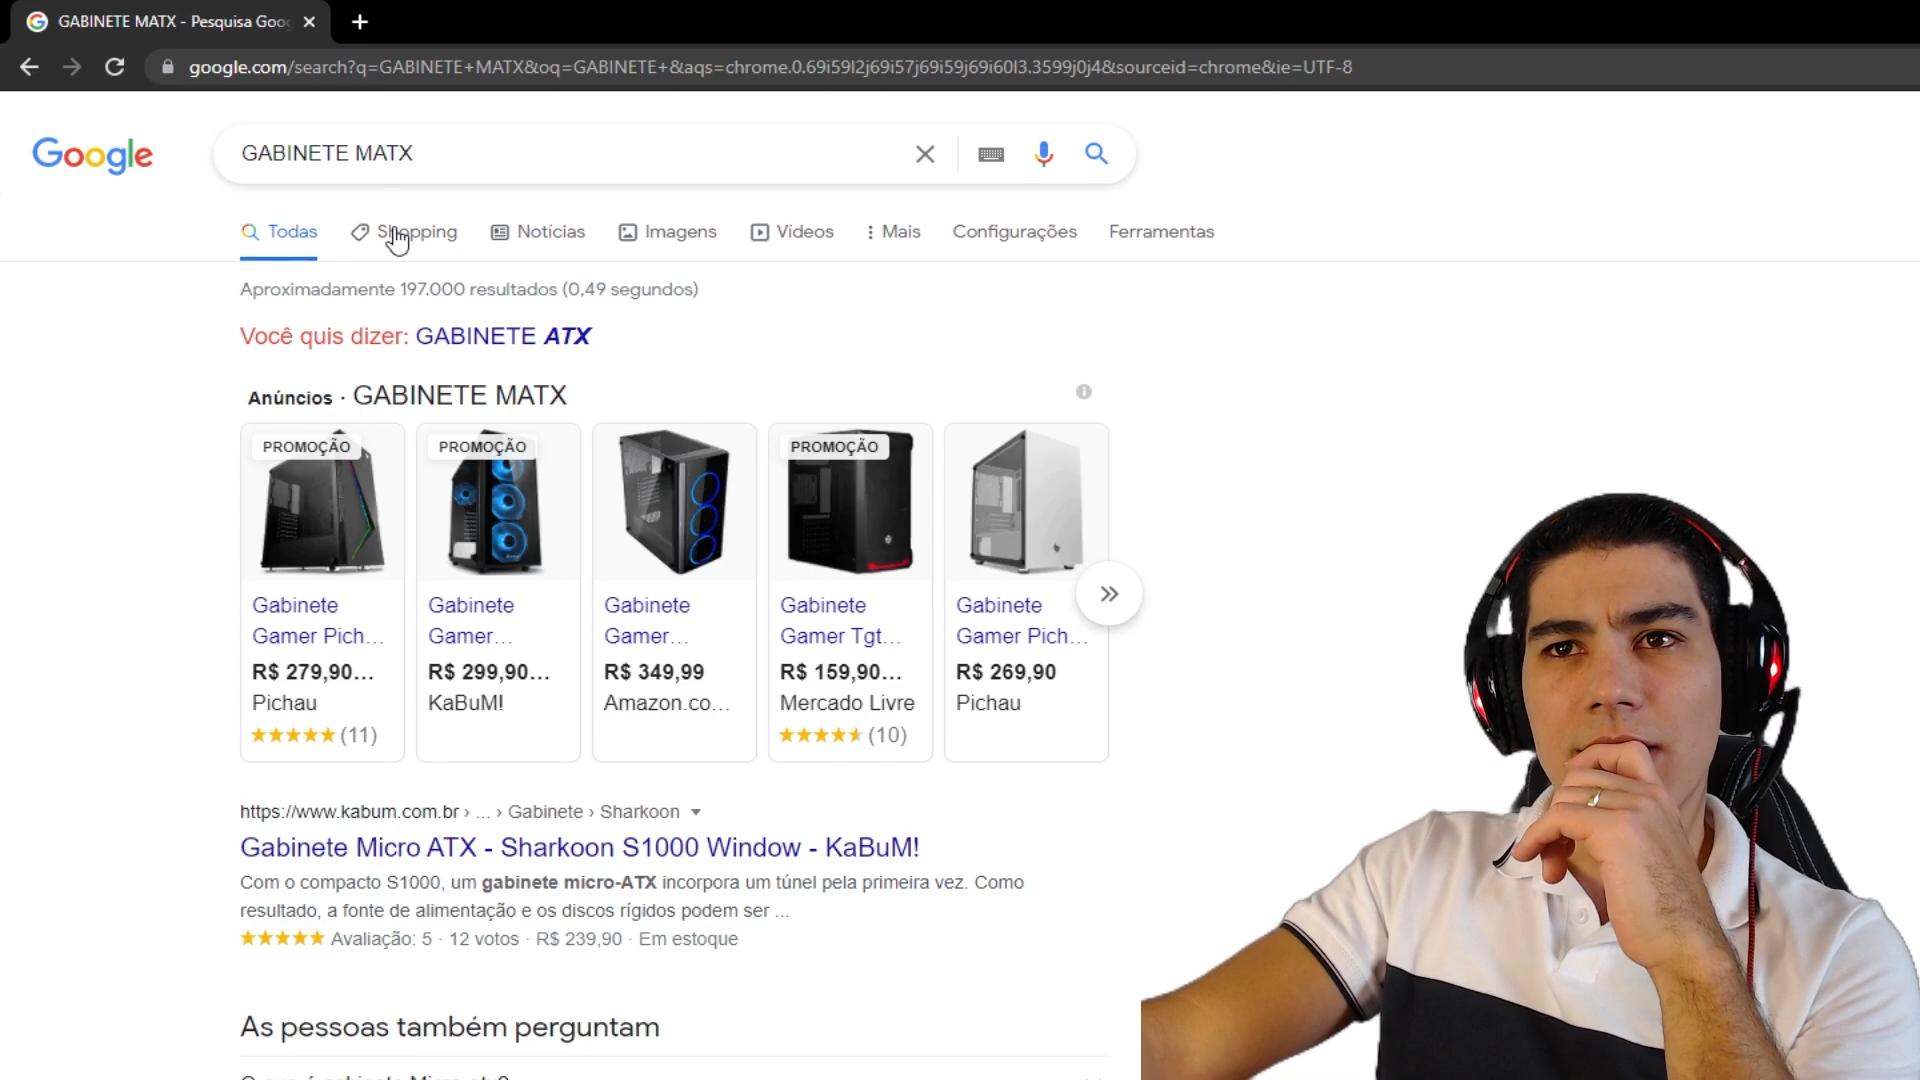 GABINETE MATX - Pesquisa Goo
google.com/search?q=GABINETE+MATX&oq=GABINETE+&aqs=chrome.0.69i59l2j69i57j69i59j69i60l3.3599j0j4&sourceid=chrome&ie=UTF-8
Google
GABINETE MATX
Todas Shopping Notícias Imagens Vídeos Mais Configurações Ferramentas
Aproximadamente 197.000 resultados (0,49 segundos)
Você quis dizer: GABINETE ATX
Anúncios · GABINETE MATX
PROMOÇÃO PROMOÇÃO PROMOÇÃO
Gabinete Gabinete Gabinete Gabinete Gabinete
Gamer Pich... Gamer... Gamer... Gamer Tgt... Gamer Pich...
R$ 279,90... R$ 299,90... R$ 349,99 R$ 159,90... R$ 269,90
Pichau KaBuM! Amazon.co... Mercado Livre Pichau
(11) (10)
https://www.kabum.com.br › ... › Gabinete › Sharkoon
Gabinete Micro ATX - Sharkoon S1000 Window - KaBuM!
Com o compacto S1000, um gabinete micro-ATX incorpora um túnel pela primeira vez. Como
resultado, a fonte de alimentação e os discos rígidos podem ser ...
Avaliação: 5 · 12 votos · R$ 239,90 · Em estoque
As pessoas também perguntam